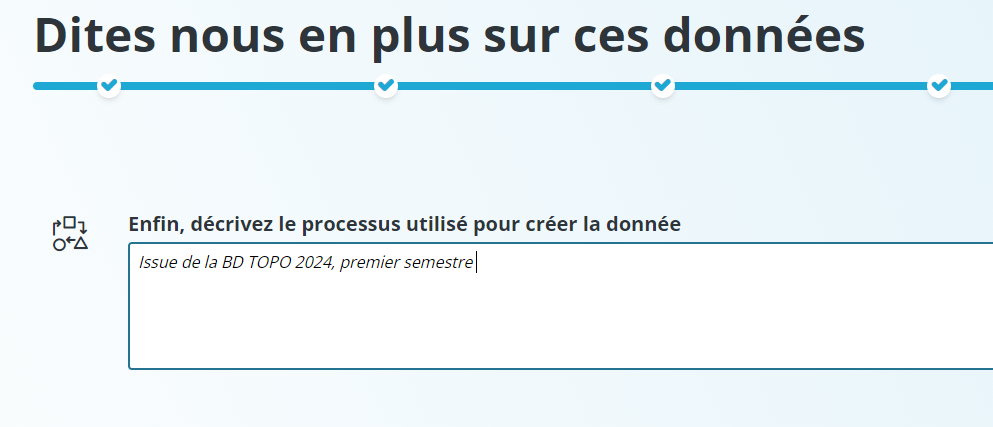 Dites nous en plus sur ces données
Enfin, décrivez le processus utilisé pour créer la donnée
Issue de la BD TOPO 2024, premier semestre